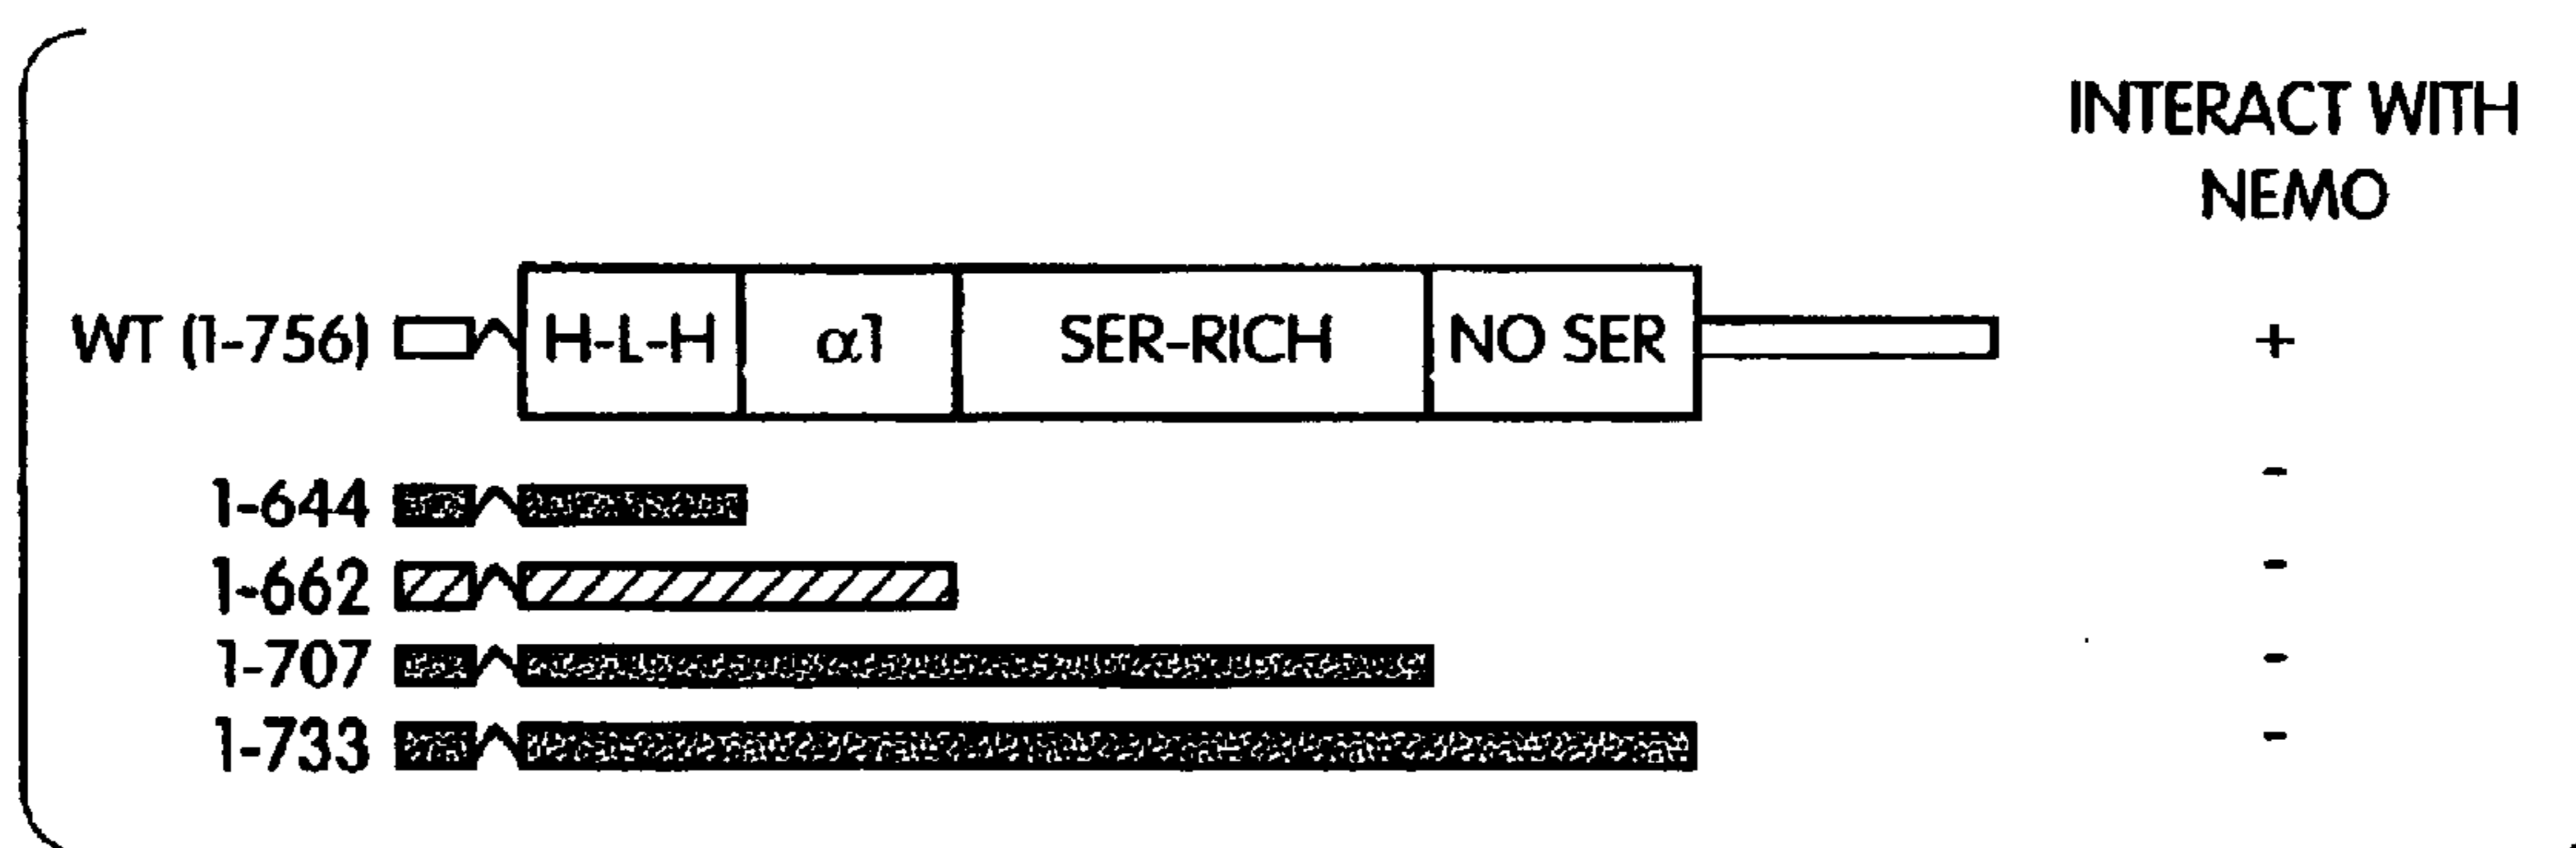 INTERACT WITH
NEMO
WT (1-756) H-L-H α1 SER-RICH NO SER +
1-644 -
1-662 -
1-707 -
1-733 -